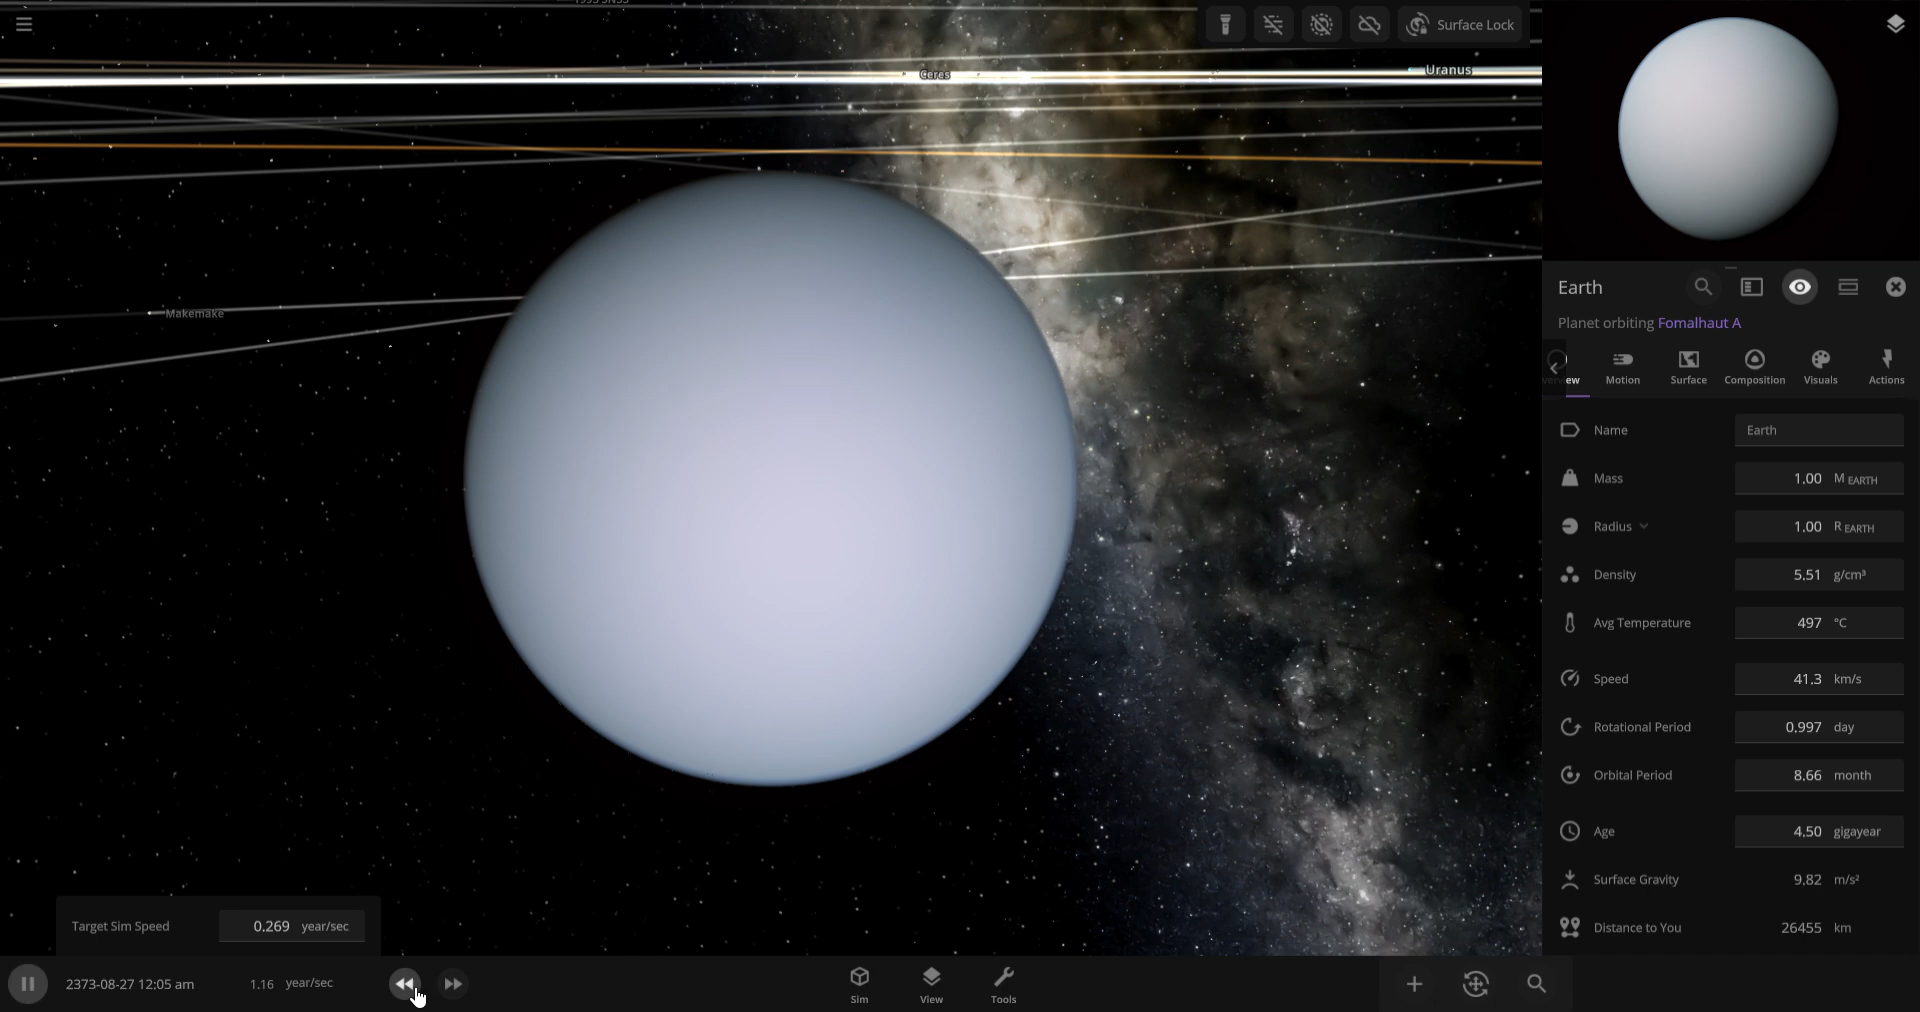 Surface Lock
Ceres
Uranus
Makemake
Earth
Planet orbiting Fomalhaut A
Motion
Surface
Composition
Visuals
Actions
Name Earth
Mass 1.00 M EARTH
Radius 1.00 R EARTH
Density 5.51 g/cm³
Avg Temperature 497 °C
Speed 41.3 km/s
Rotational Period 0.997 day
Orbital Period 8.66 month
Age 4.50 gigayear
Surface Gravity 9.82 m/s²
Distance to You 26455 km
Target Sim Speed 0.269 year/sec
2373-08-27 12:05 am 1.16 year/sec
Sim
View
Tools